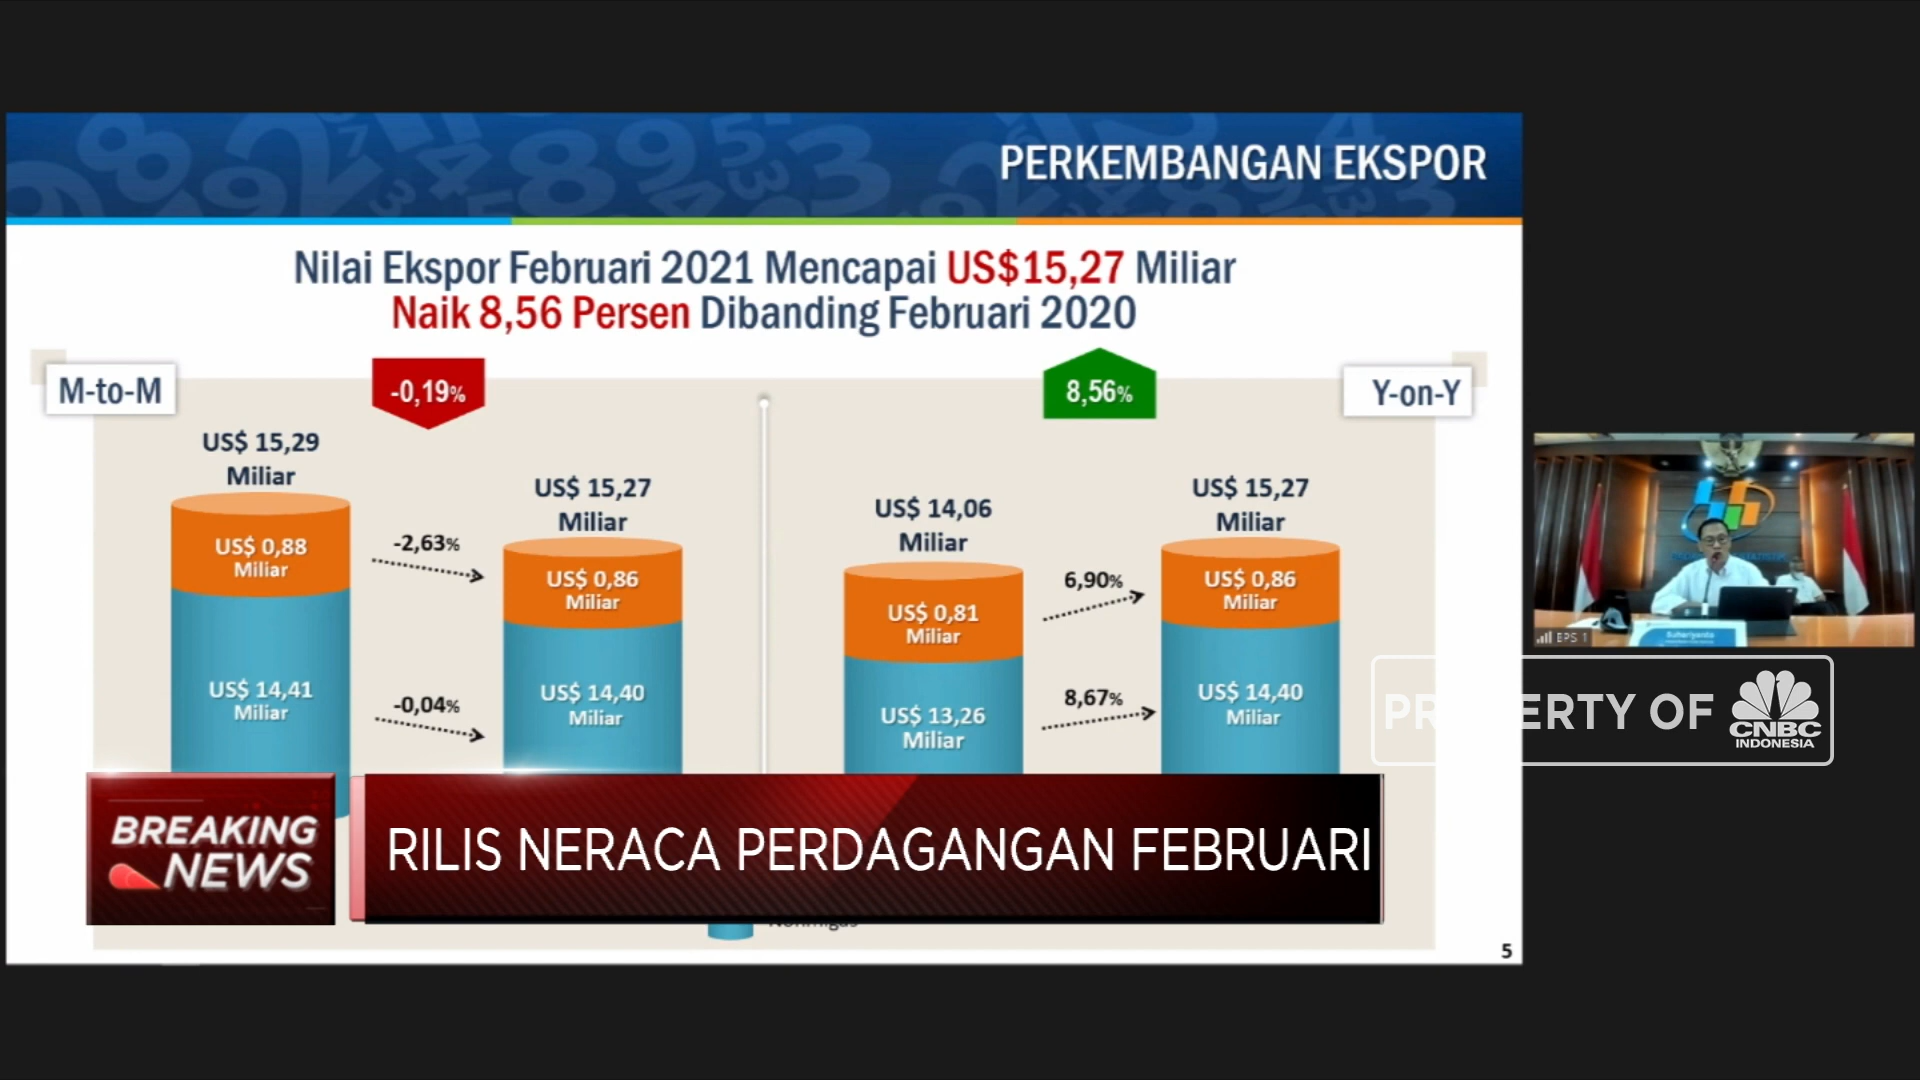 PERKEMBANGAN EKSPOR
Nilai Ekspor Februari 2021 Mencapai US$15,27 Miliar
Naik 8,56 Persen Dibanding Februari 2020
M-to-M
-0,19%
US$ 15,29
Miliar
US$ 0,88
Miliar
US$ 14,41
Miliar
-2,63%
-0,04%
US$ 15,27
Miliar
US$ 0,86
Miliar
US$ 14,40
Miliar
8,56%
Y-on-Y
US$ 14,06
Miliar
US$ 0,81
Miliar
US$ 13,26
Miliar
6,90%
8,67%
US$ 15,27
Miliar
US$ 0,86
Miliar
US$ 14,40
Miliar
BPS 1
Suhariyanto
PROPERTY OF
CNBC
INDONESIA
BREAKING
NEWS
RILIS NERACA PERDAGANGAN FEBRUARI
5